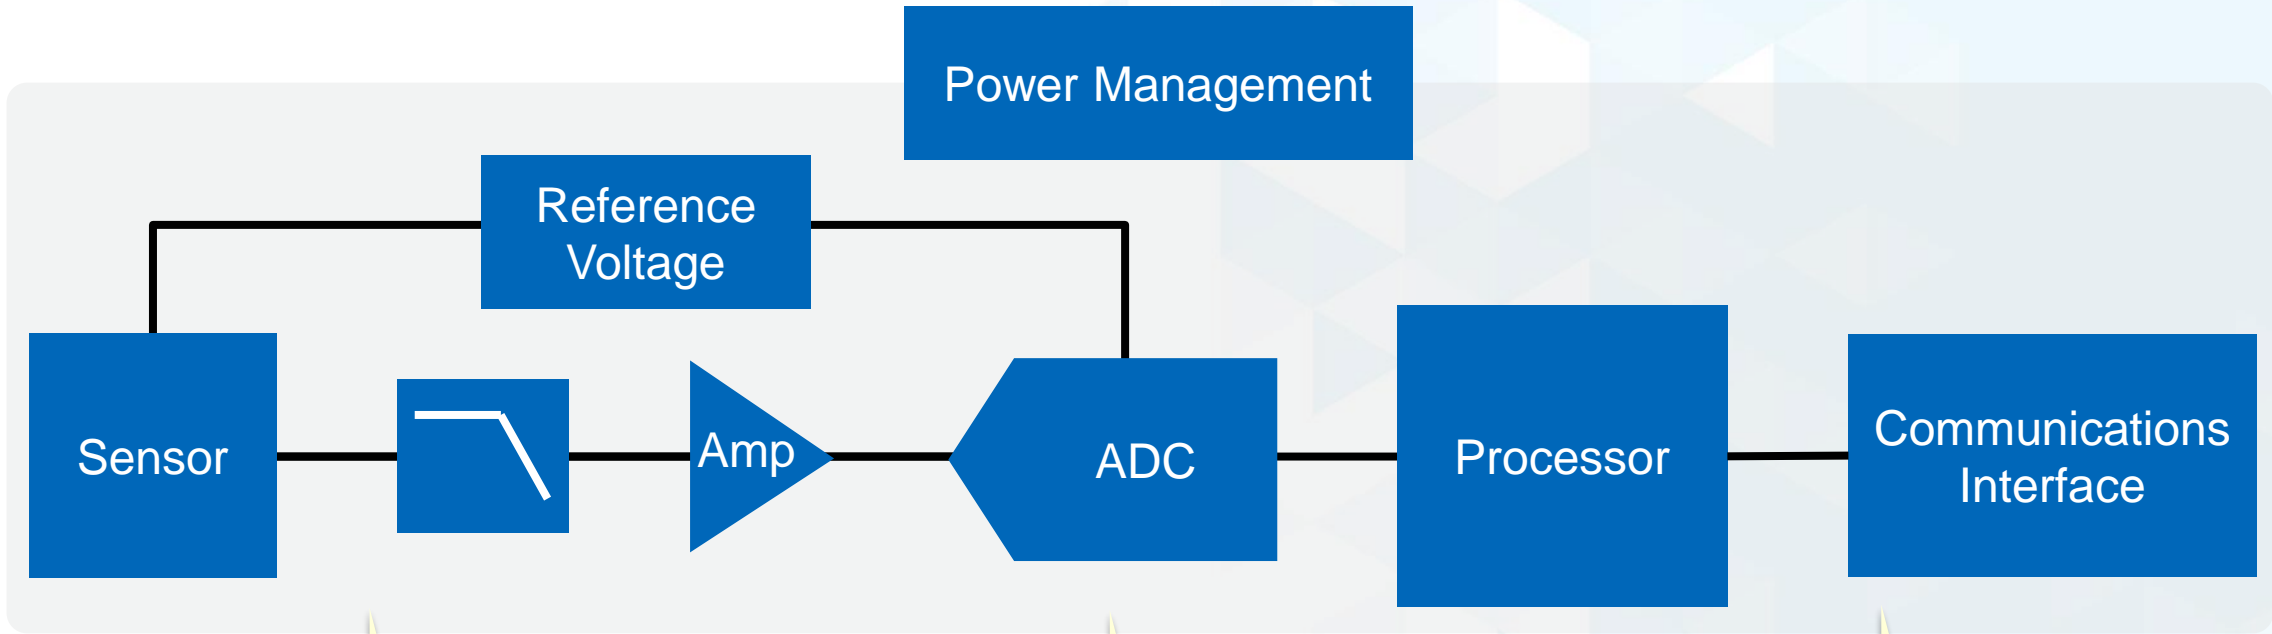 Power Management
Reference
Voltage
Sensor
Amp
ADC
Processor
Communications
Interface